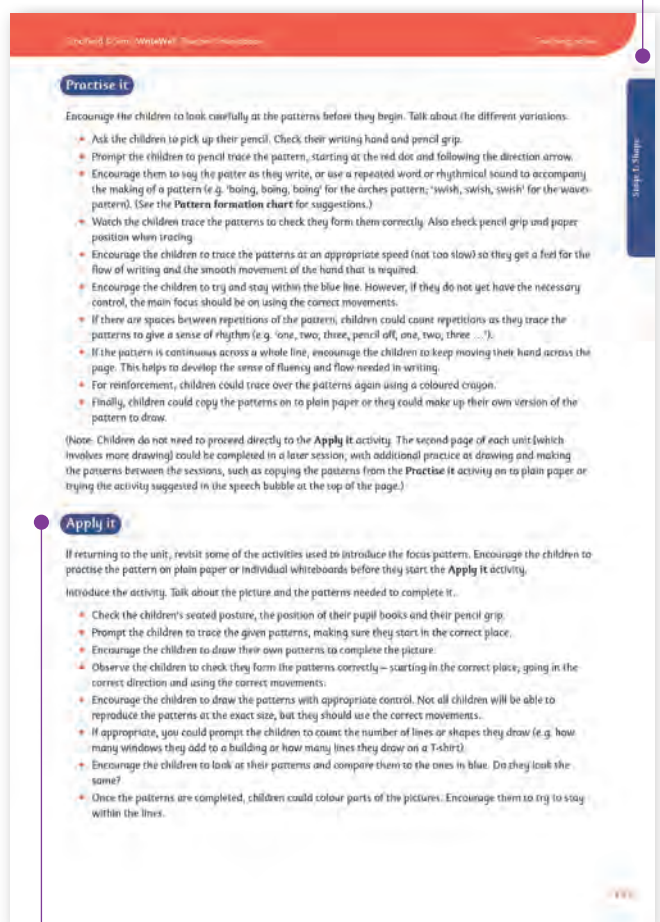 WriteWell
Practise it
Encourage the children to look carefully at the patterns before they begin. Talk about the different variations.
• Ask the children to pick up their pencil. Check their writing hand and pencil grip.
• Prompt the children to pencil trace the pattern, starting at the red dot and following the direction arrow.
• Encourage them to say the patter as they write, or use a repeated word or rhythmical sound to accompany
the making of a pattern (e.g. 'boing, boing, boing' for the arches pattern; 'swish, swish, swish' for the waves
pattern). (See the Pattern formation chart for suggestions.)
• Watch the children trace the patterns to check they form them correctly. Also check pencil grip and paper
position when tracing.
• Encourage the children to trace the patterns at an appropriate speed (not too slow) so they get a feel for the
flow of writing and the smooth movement of the hand that is required.
• Encourage the children to try and stay within the blue line. However, if they do not yet have the necessary
control, the main focus should be on using the correct movements.
• If there are spaces between repetitions of the pattern, children could count repetitions as they trace the
patterns to give a sense of rhythm (e.g. 'one, two, three, pencil off, one, two, three ...').
• If the pattern is continuous across a whole line, encourage the children to keep moving their hand across the
page. This helps to develop the sense of fluency and flow needed in writing.
• For reinforcement, children could trace over the patterns again using a coloured crayon.
• Finally, children could copy the patterns on to plain paper or they could make up their own version of the
pattern to draw.
(Note: Children do not need to proceed directly to the Apply it activity. The second page of each unit (which
involves more drawing) could be completed in a later session, with additional practice at drawing and making
the patterns between the sessions, such as copying the patterns from the Practise it activity on to plain paper or
trying the activity suggested in the speech bubble at the top of the page.)
Stage 1: Shape
Apply it
If returning to the unit, revisit some of the activities used to introduce the focus pattern. Encourage the children to
practise the pattern on plain paper or individual whiteboards before they start the Apply it activity.
Introduce the activity. Talk about the picture and the patterns needed to complete it.
• Check the children's seated posture, the position of their pupil books and their pencil grip.
• Prompt the children to trace the given patterns, making sure they start in the correct place.
• Encourage the children to draw their own patterns to complete the picture.
• Observe the children to check they form the patterns correctly – starting in the correct place, going in the
correct direction and using the correct movements.
• Encourage the children to draw the patterns with appropriate control. Not all children will be able to
reproduce the patterns at the exact size, but they should use the correct movements.
• If appropriate, you could prompt the children to count the number of lines or shapes they draw (e.g. how
many windows they add to a building or how many lines they draw on a T-shirt).
• Encourage the children to look at their patterns and compare them to the ones in blue. Do they look the
same?
• Once the patterns are completed, children could colour parts of the pictures. Encourage them to try to stay
within the lines.